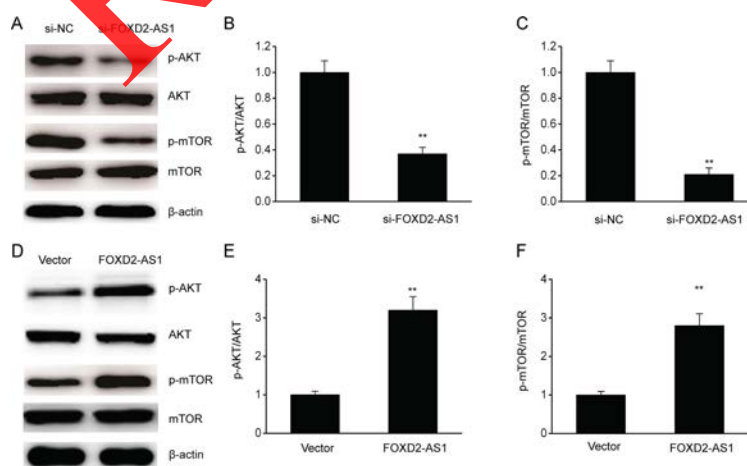 A
si-NC si-FOXD2-AS1
p-AKT
AKT
p-mTOR
mTOR
β-actin
B
p-AKT/AKT
1.2
1.0
0.8
0.6
0.4
0.2
0.0
**
si-NC si-FOXD2-AS1
C
p-mTOR/mTOR
1.2
1.0
0.8
0.6
0.4
0.2
0.0
**
si-NC si-FOXD2-AS1
D
Vector FOXD2-AS1
p-AKT
AKT
p-mTOR
mTOR
β-actin
E
p-AKT/AKT
4
3
2
1
0
**
Vector FOXD2-AS1
F
p-mTOR/mTOR
4
3
2
1
0
**
Vector FOXD2-AS1